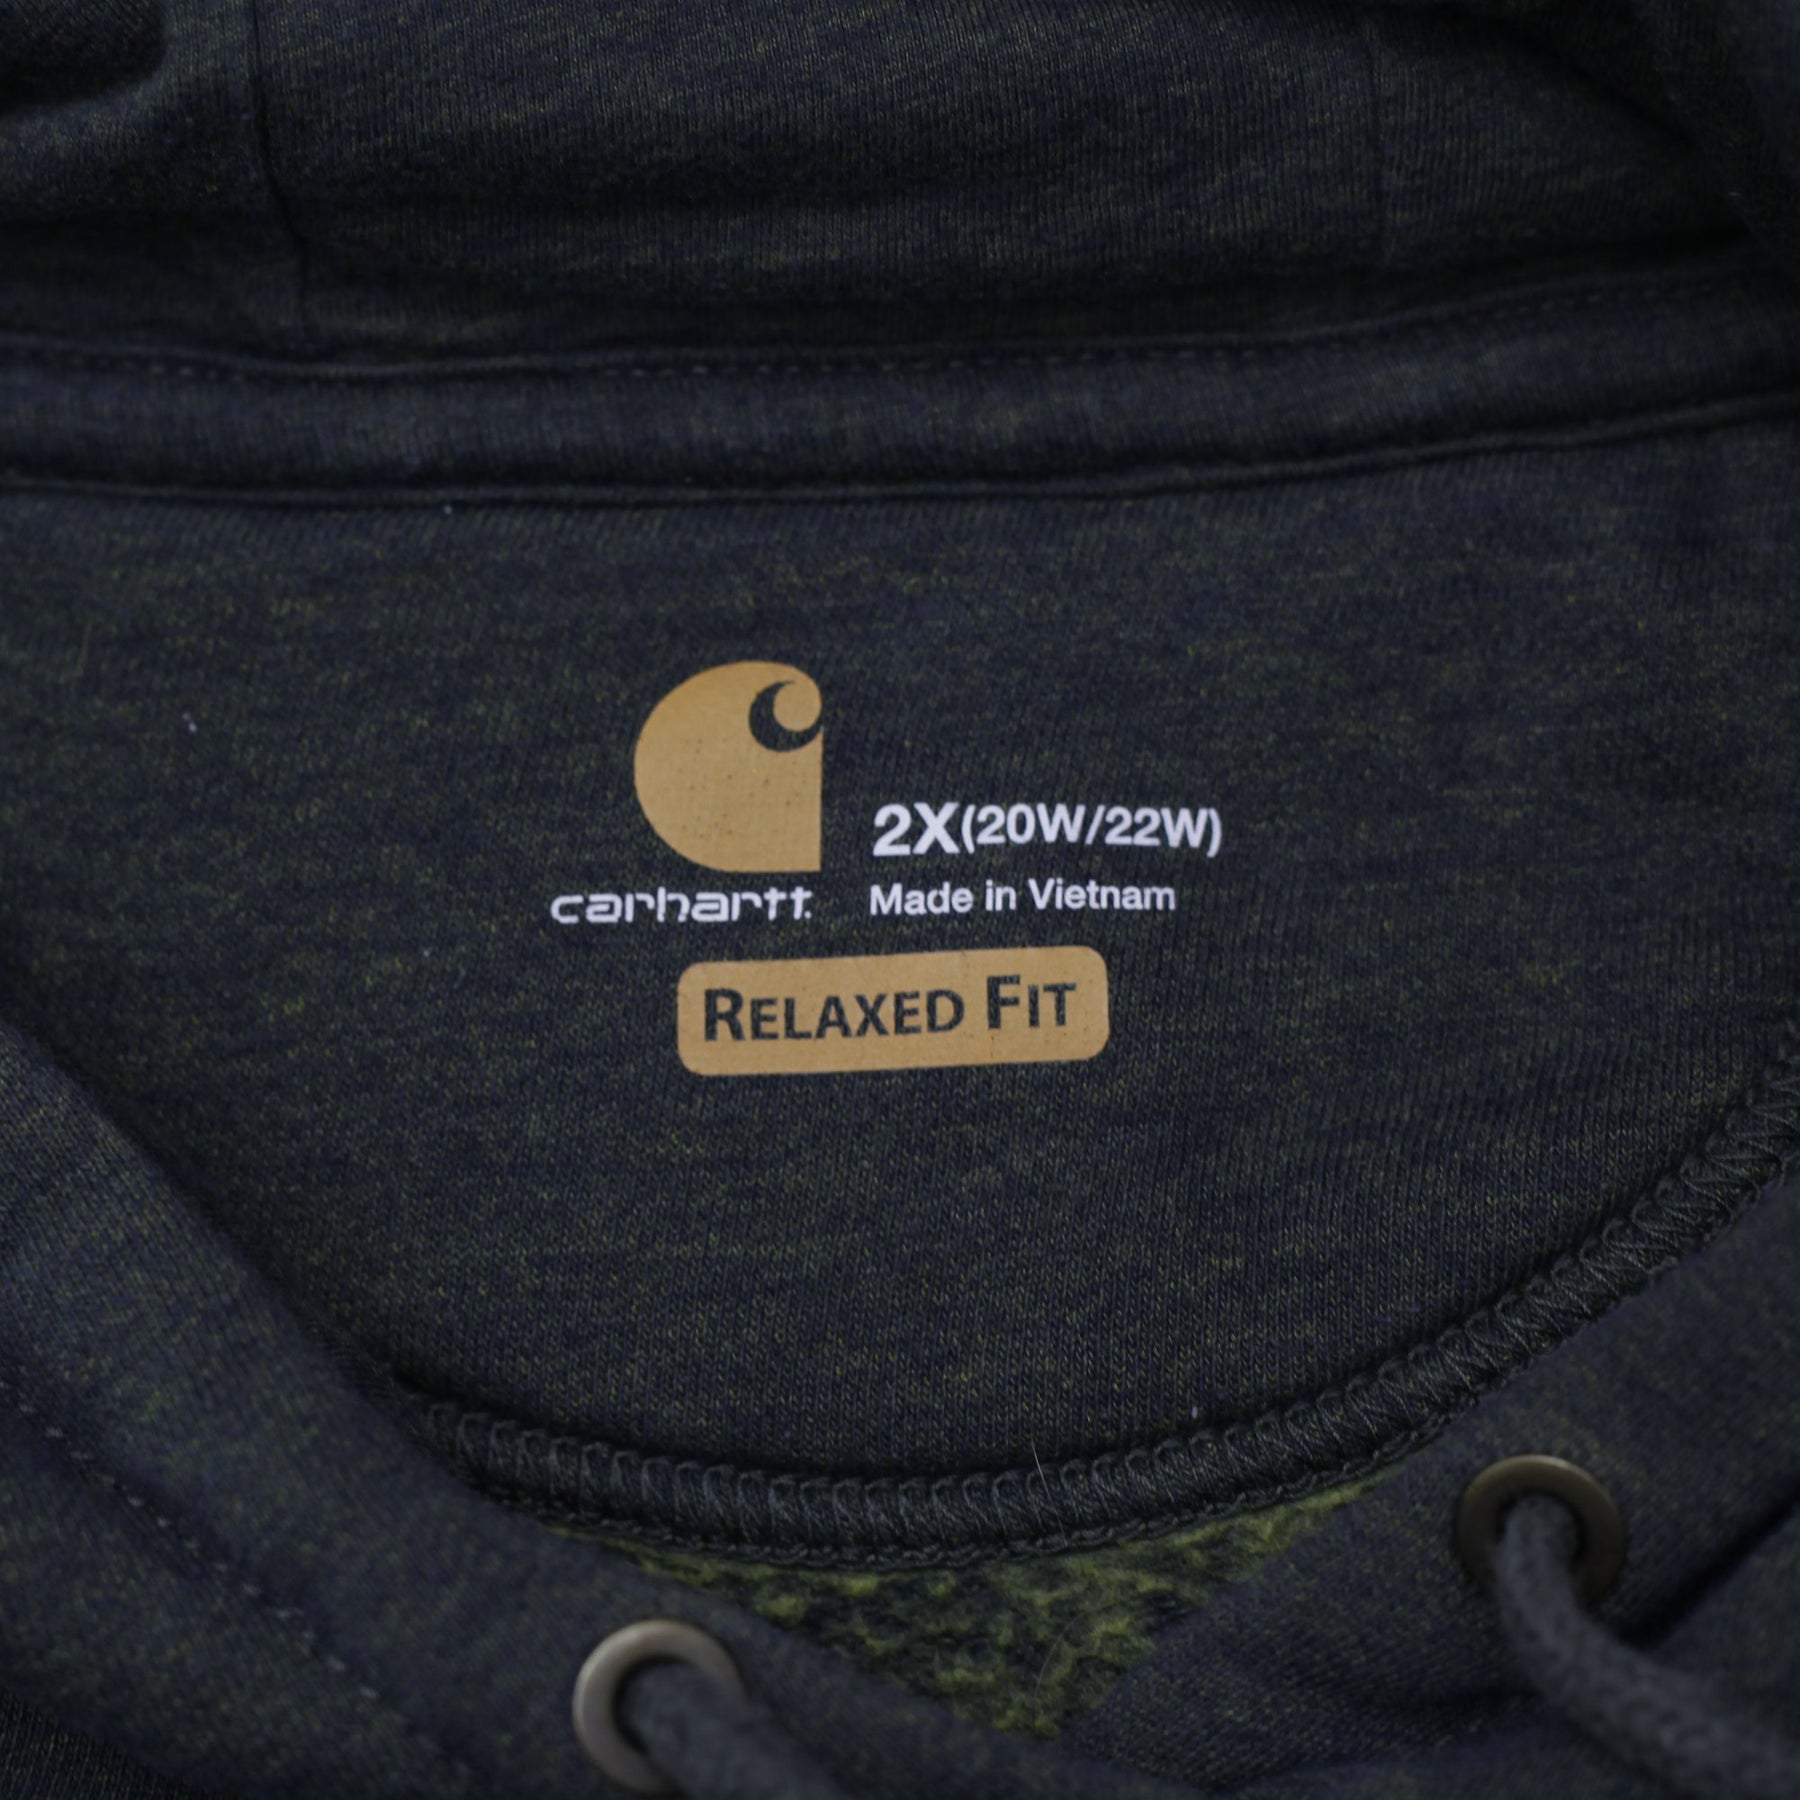 2X(20W/22W)
carhartt.
Made in Vietnam
RELAXED FIT